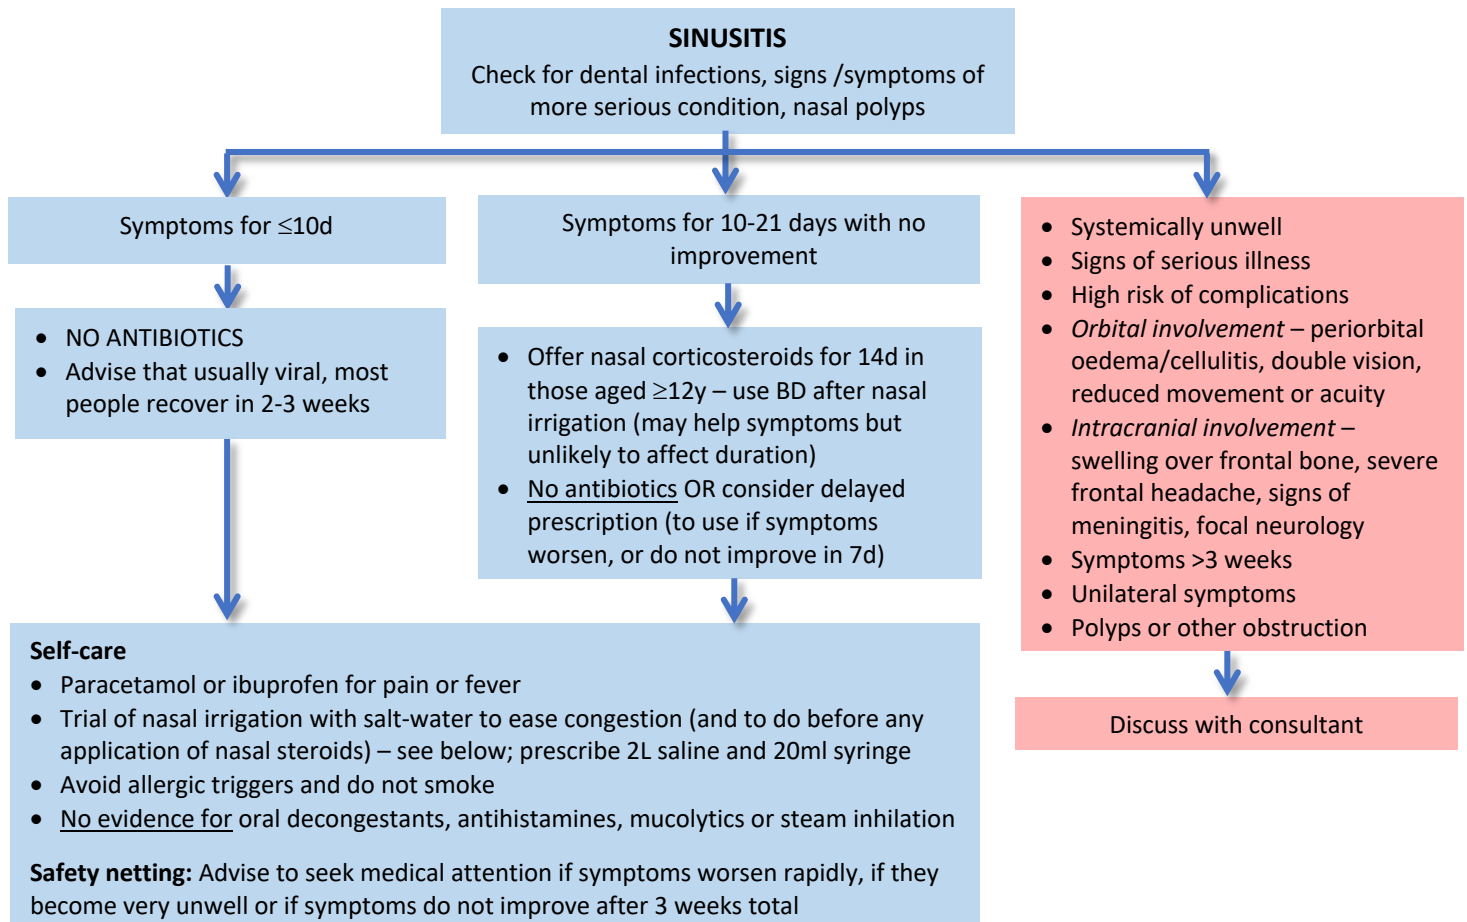 SINUSITIS
Check for dental infections, signs /symptoms of
more serious condition, nasal polyps
Symptoms for ≤10d
• NO ANTIBIOTICS
• Advise that usually viral, most
people recover in 2-3 weeks
Symptoms for 10-21 days with no
improvement
• Offer nasal corticosteroids for 14d in
those aged ≥12y – use BD after nasal
irrigation (may help symptoms but
unlikely to affect duration)
• No antibiotics OR consider delayed
prescription (to use if symptoms
worsen, or do not improve in 7d)
• Systemically unwell
• Signs of serious illness
• High risk of complications
• Orbital involvement – periorbital
oedema/cellulitis, double vision,
reduced movement or acuity
• Intracranial involvement –
swelling over frontal bone, severe
frontal headache, signs of
meningitis, focal neurology
• Symptoms >3 weeks
• Unilateral symptoms
• Polyps or other obstruction
Discuss with consultant
Self-care
• Paracetamol or ibuprofen for pain or fever
• Trial of nasal irrigation with salt-water to ease congestion (and to do before any
application of nasal steroids) – see below; prescribe 2L saline and 20ml syringe
• Avoid allergic triggers and do not smoke
• No evidence for oral decongestants, antihistamines, mucolytics or steam inhilation
Safety netting: Advise to seek medical attention if symptoms worsen rapidly, if they
become very unwell or if symptoms do not improve after 3 weeks total